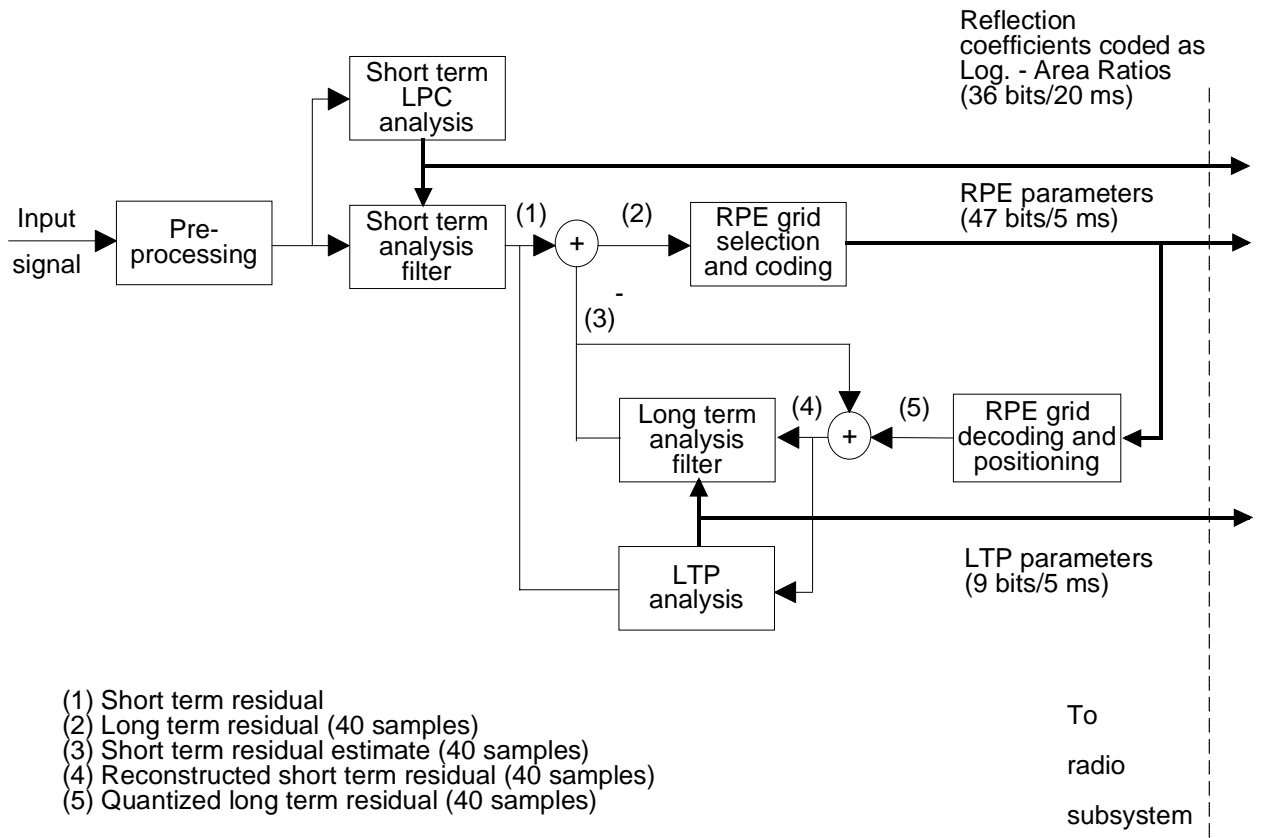 Reflection
coefficients coded as
Log. - Area Ratios
(36 bits/20 ms)
Short term
LPC
analysis
Input
signal
Pre-
processing
Short term
analysis
filter
(1)
+
(2)
RPE grid
selection
and coding
RPE parameters
(47 bits/5 ms)
-
(3)
Long term
analysis
filter
(4)
+
(5)
RPE grid
decoding and
positioning
LTP
analysis
LTP parameters
(9 bits/5 ms)
(1) Short term residual
(2) Long term residual (40 samples)
(3) Short term residual estimate (40 samples)
(4) Reconstructed short term residual (40 samples)
(5) Quantized long term residual (40 samples)
To
radio
subsystem